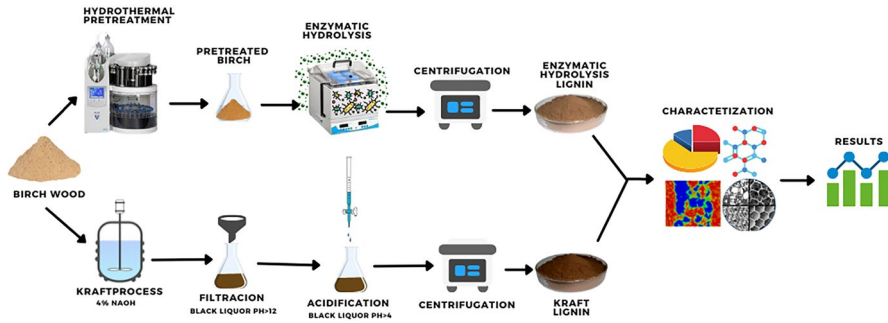 HYDROTHERMAL
PRETREATMENT
PRETREATED
BIRCH
ENZYMATIC
HYDROLYSIS
CENTRIFUGATION
ENZYMATIC
HYDROLYSIS
LIGNIN
CHARACTETIZATION
RESULTS
BIRCH WOOD
KRAFTPROCESS
4% NAOH
FILTRACION
BLACK LIQUOR PH>12
ACIDIFICATION
BLACK LIQUOR PH>4
CENTRIFUGATION
KRAFT
LIGNIN